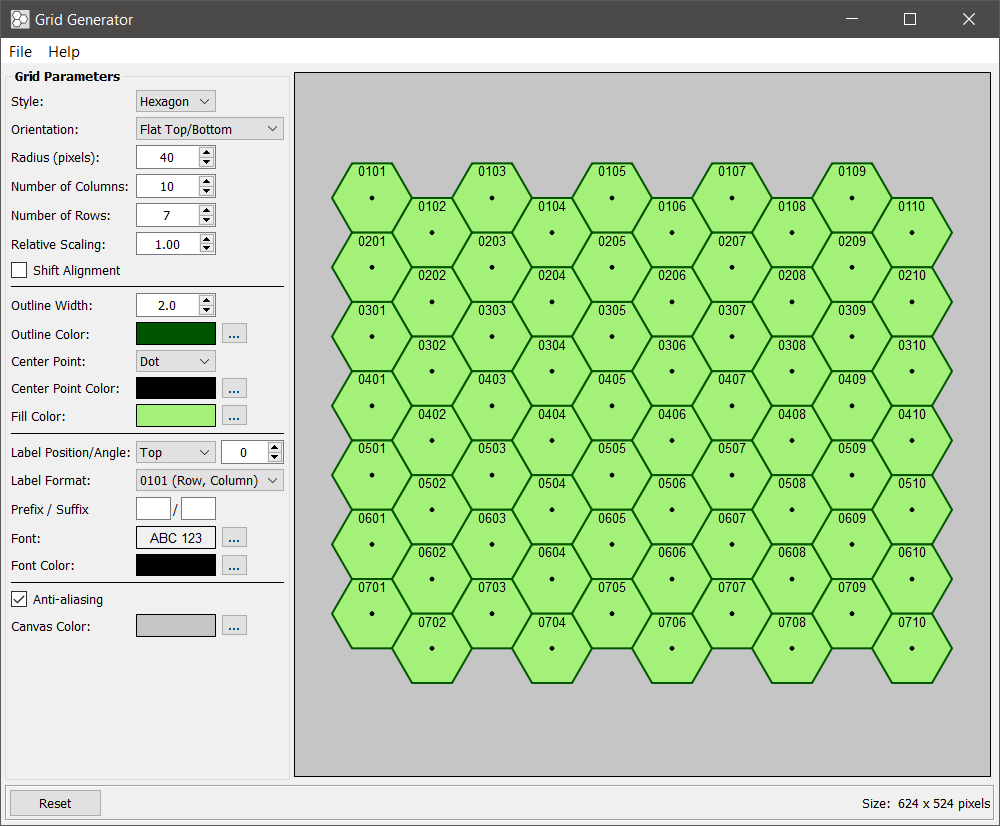 Grid Generator
File Help
Grid Parameters
Style: Hexagon
Orientation: Flat Top/Bottom
Radius (pixels): 40
Number of Columns: 10
Number of Rows: 7
Relative Scaling: 1.00
Shift Alignment
Outline Width: 2.0
Outline Color: ...
Center Point: Dot
Center Point Color: ...
Fill Color: ...
Label Position/Angle: Top 0
Label Format: 0101 (Row, Column)
Prefix / Suffix /
Font: ABC 123 ...
Font Color: ...
Anti-aliasing
Canvas Color: ...
0101 0103 0105 0107 0109
0102 0104 0106 0108 0110
0201 0203 0205 0207 0209
0202 0204 0206 0208 0210
0301 0303 0305 0307 0309
0302 0304 0306 0308 0310
0401 0403 0405 0407 0409
0402 0404 0406 0408 0410
0501 0503 0505 0507 0509
0502 0504 0506 0508 0510
0601 0603 0605 0607 0609
0602 0604 0606 0608 0610
0701 0703 0705 0707 0709
0702 0704 0706 0708 0710
Reset
Size: 624 x 524 pixels